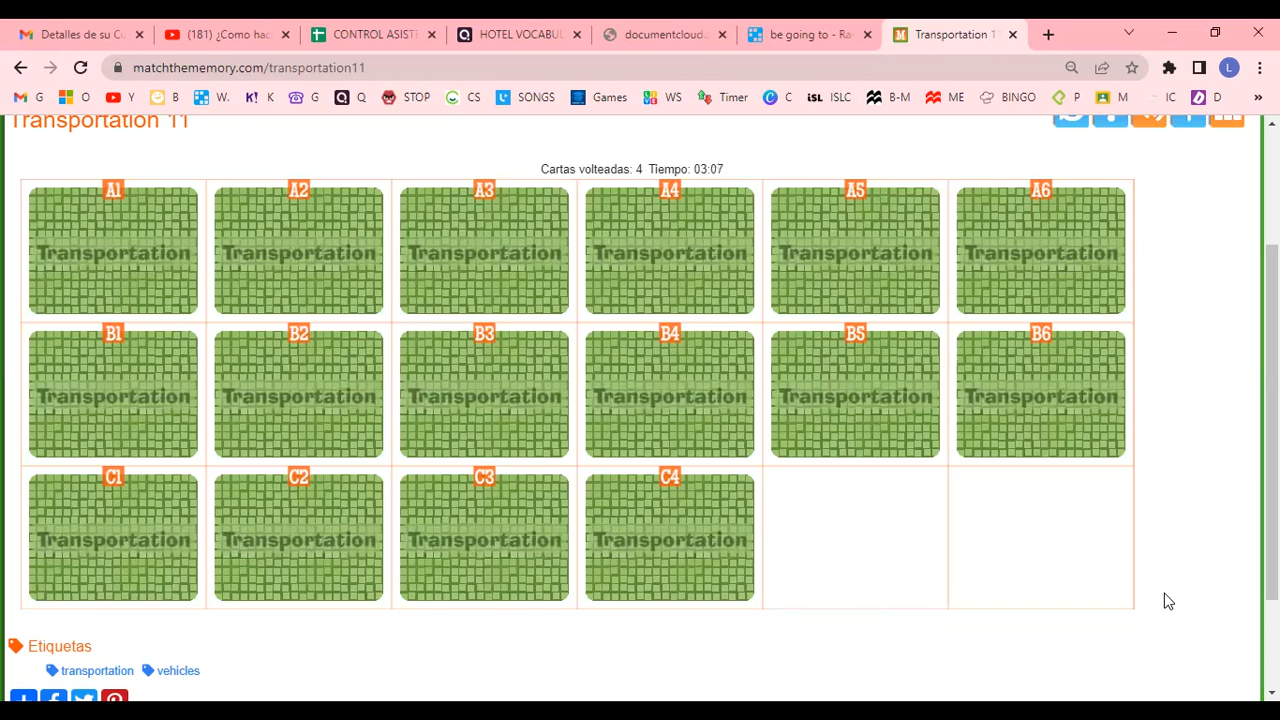 Detalles de su Cu
(181) ¿Como hac
CONTROL ASIST
HOTEL VOCABUL
documentcloud.
be going to - Ra
Transportation 11
matchthememory.com/transportation11
L
G O Y B W. K G Q STOP CS SONGS Games WS Timer C ISLC B-M ME BINGO P M IC D
Transportation 11
Cartas volteadas: 4 Tiempo: 03:07
A1 A2 A3 A4 A5 A6
Transportation Transportation Transportation Transportation Transportation Transportation
B1 B2 B3 B4 B5 B6
Transportation Transportation Transportation Transportation Transportation Transportation
C1 C2 C3 C4
Transportation Transportation Transportation Transportation
Etiquetas
transportation vehicles